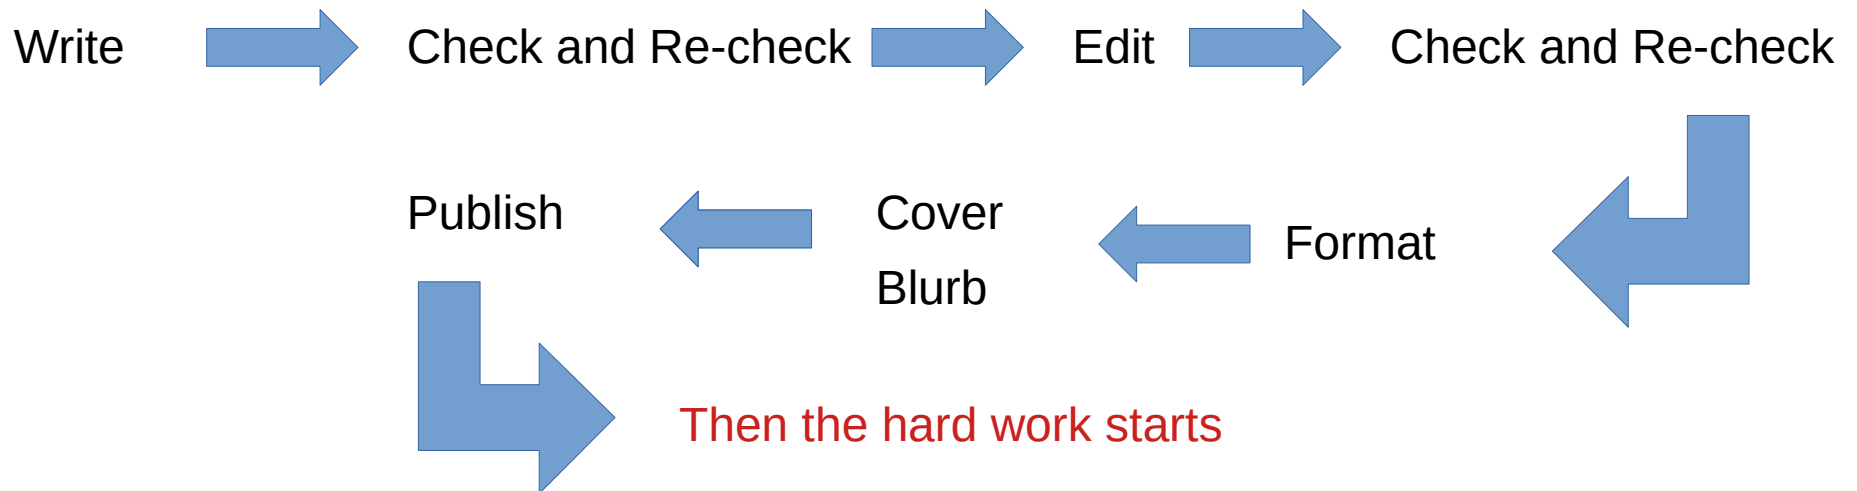 Write
Check and Re-check
Edit
Check and Re-check
Format
Cover
Blurb
Publish
Then the hard work starts